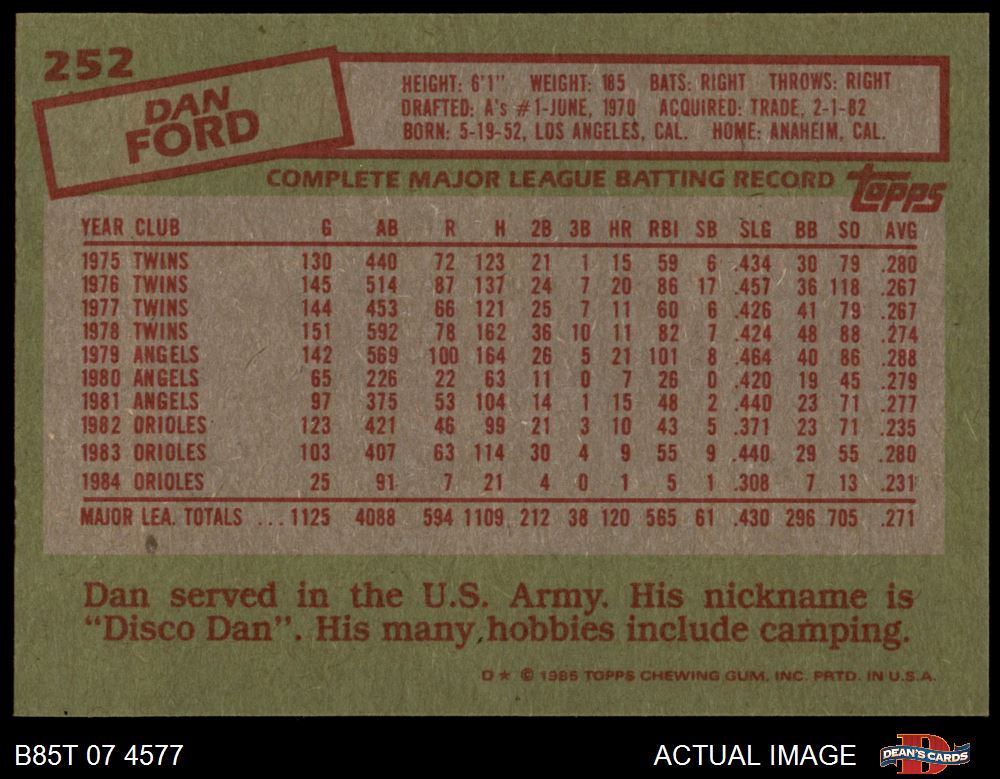 252
DAN
FORD
HEIGHT: 6'1" WEIGHT: 185 BATS: RIGHT THROWS: RIGHT
DRAFTED: A's #1-JUNE, 1970 ACQUIRED: TRADE, 2-1-82
BORN: 5-19-52, LOS ANGELES, CAL. HOME: ANAHEIM, CAL.
COMPLETE MAJOR LEAGUE BATTING RECORD topps
YEAR CLUB G AB R H 2B 3B HR RBI SB SLG BB SO AVG
1975 TWINS 130 440 72 123 21 1 15 59 6 .434 30 79 .280
1976 TWINS 145 514 87 137 24 7 20 86 17 .457 36 118 .267
1977 TWINS 144 453 66 121 25 7 11 60 6 .426 41 79 .267
1978 TWINS 151 592 78 162 36 10 11 82 7 .424 48 88 .274
1979 ANGELS 142 569 100 164 26 5 21 101 8 .464 40 86 .288
1980 ANGELS 65 226 22 63 11 0 7 26 0 .420 19 45 .279
1981 ANGELS 97 375 53 104 14 1 15 48 2 .440 23 71 .277
1982 ORIOLES 123 421 46 99 21 3 10 43 5 .371 23 71 .235
1983 ORIOLES 103 407 63 114 30 4 9 55 9 .440 29 55 .280
1984 ORIOLES 25 91 7 21 4 0 1 5 1 .308 7 13 .231
MAJOR LEA. TOTALS ... 1125 4088 594 1109 212 38 120 565 61 .430 296 705 .271
Dan served in the U.S. Army. His nickname is
“Disco Dan”. His many hobbies include camping.
D★ © 1985 TOPPS CHEWING GUM, INC. PRTD. IN U.S.A.
B85T 07 4577 ACTUAL IMAGE DEAN'S CARDS